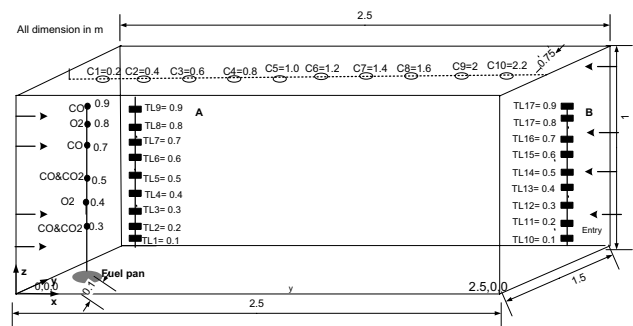 2.5
All dimension in m
C1=0.2 C2=0.4 C3=0.6 C4=0.8 C5=1.0 C6=1.2 C7=1.4 C8=1.6 C9=2 C10=2.2
0.75
CO 0.9
O2 0.8
CO 0.7
CO&CO2 0.5
O2 0.4
CO&CO2 0.3
TL9= 0.9
TL8= 0.8
TL7= 0.7
TL6= 0.6
TL5= 0.5
TL4= 0.4
TL3= 0.3
TL2= 0.2
TL1= 0.1
A
TL17= 0.9
TL17= 0.8
TL16= 0.7
TL15= 0.6
TL14= 0.5
TL13= 0.4
TL12= 0.3
TL11= 0.2
TL10= 0.1
B
Entry
1
z
y
x
0,0,0
Fuel pan
0.1
y
2.5,0,0
1.5
2.5